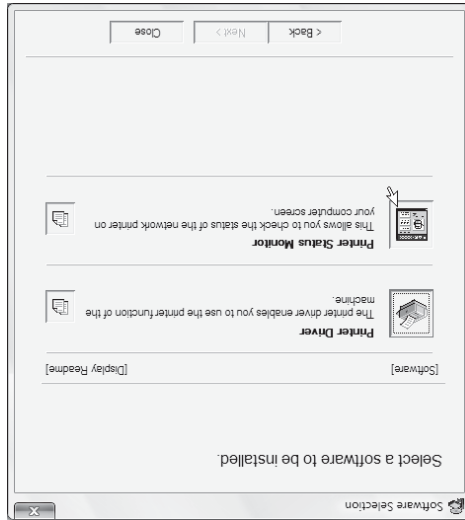 Software Selection
X
Select a software to be installed.
[Software] [Display Readme]
Printer Driver
The printer driver enables you to use the printer function of the
machine.
Printer Status Monitor
This allows you to check the status of the network printer on
your computer screen.
< Back Next > Close